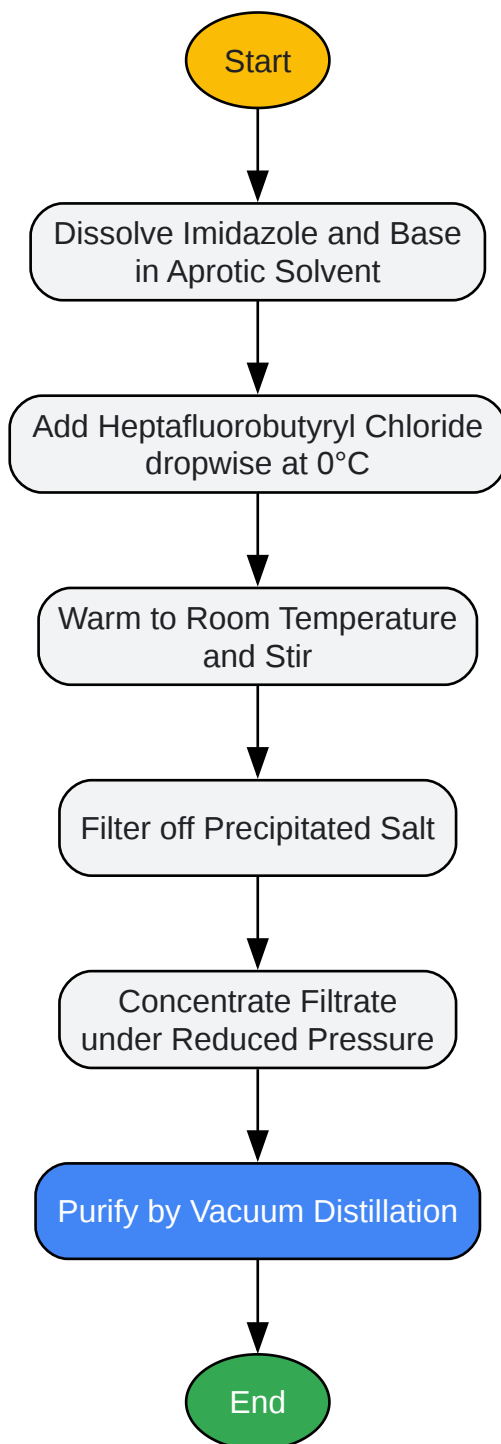 Start
Dissolve Imidazole and Base
in Aprotic Solvent
Add Heptafluorobutyryl Chloride
dropwise at 0°C
Warm to Room Temperature
and Stir
Filter off Precipitated Salt
Concentrate Filtrate
under Reduced Pressure
Purify by Vacuum Distillation
End